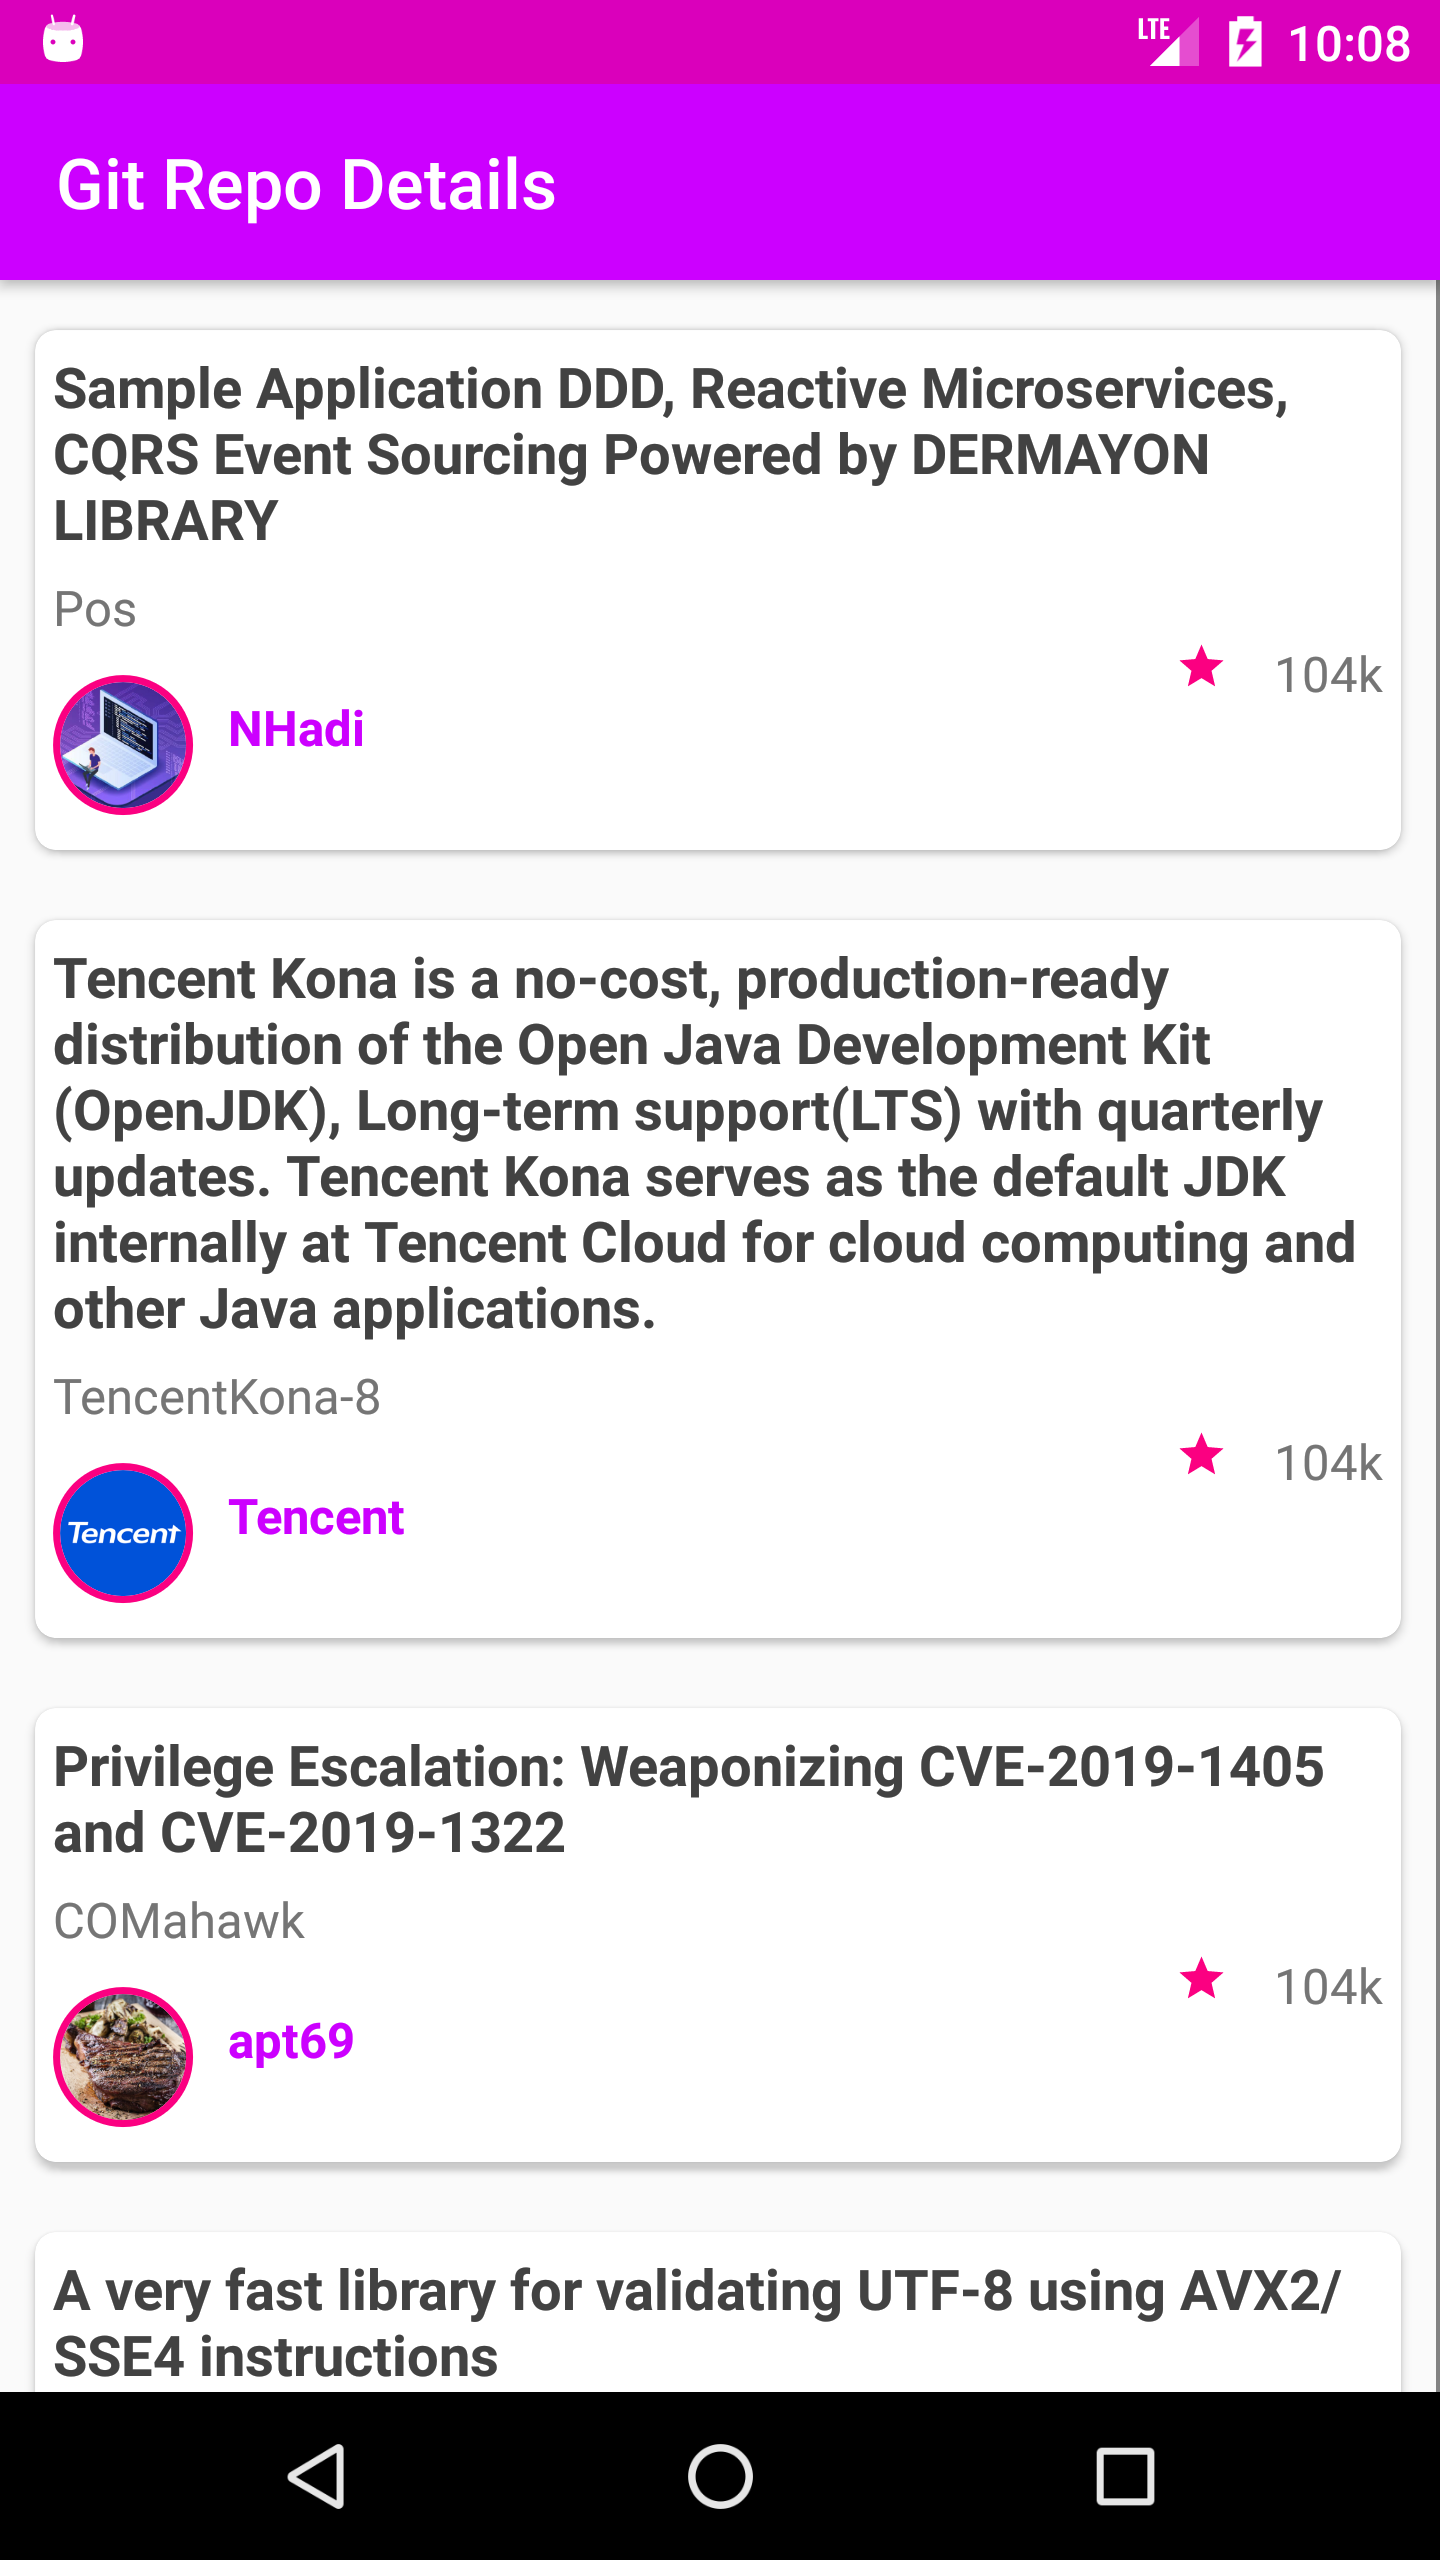 LTE 10:08
Git Repo Details
Sample Application DDD, Reactive Microservices,
CQRS Event Sourcing Powered by DERMAYON
LIBRARY
Pos
104k
NHadi
Tencent Kona is a no-cost, production-ready
distribution of the Open Java Development Kit
(OpenJDK), Long-term support(LTS) with quarterly
updates. Tencent Kona serves as the default JDK
internally at Tencent Cloud for cloud computing and
other Java applications.
TencentKona-8
104k
Tencent
Tencent
Privilege Escalation: Weaponizing CVE-2019-1405
and CVE-2019-1322
COMahawk
104k
apt69
A very fast library for validating UTF-8 using AVX2/
SSE4 instructions